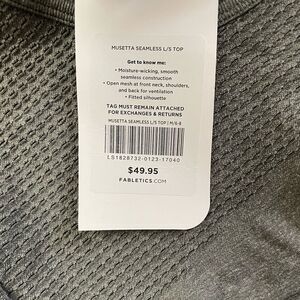 MUSETTA SEAMLESS L/S TOP
Get to know me:
• Moisture-wicking, smooth
seamless construction
• Open mesh at front neck, shoulders,
and back for ventilation
• Fitted silhouette
TAG MUST REMAIN ATTACHED
FOR EXCHANGES & RETURNS
MUSETTA SEAMLESS L/S TOP | M/6-8
LS1828732-0123-17040
$49.95
FABLETICS.COM